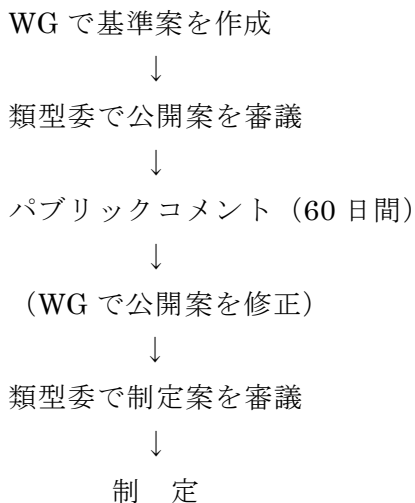 WG で基準案を作成
↓
類型委で公開案を審議
↓
パブリックコメント（60 日間）
↓
（WG で公開案を修正）
↓
類型委で制定案を審議
↓
制　定